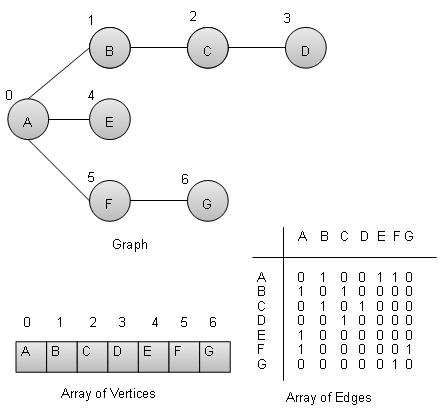 1
2
3
B
C
D
0
4
A
E
5
6
F
G
Graph
A B C D E F G
A 0 1 0 0 1 1 0
B 1 0 1 0 0 0 0
C 0 1 0 1 0 0 0
D 0 0 1 0 0 0 0
E 1 0 0 0 0 0 0
F 1 0 0 0 0 0 1
G 0 0 0 0 0 1 0
0 1 2 3 4 5 6
A B C D E F G
Array of Vertices
Array of Edges